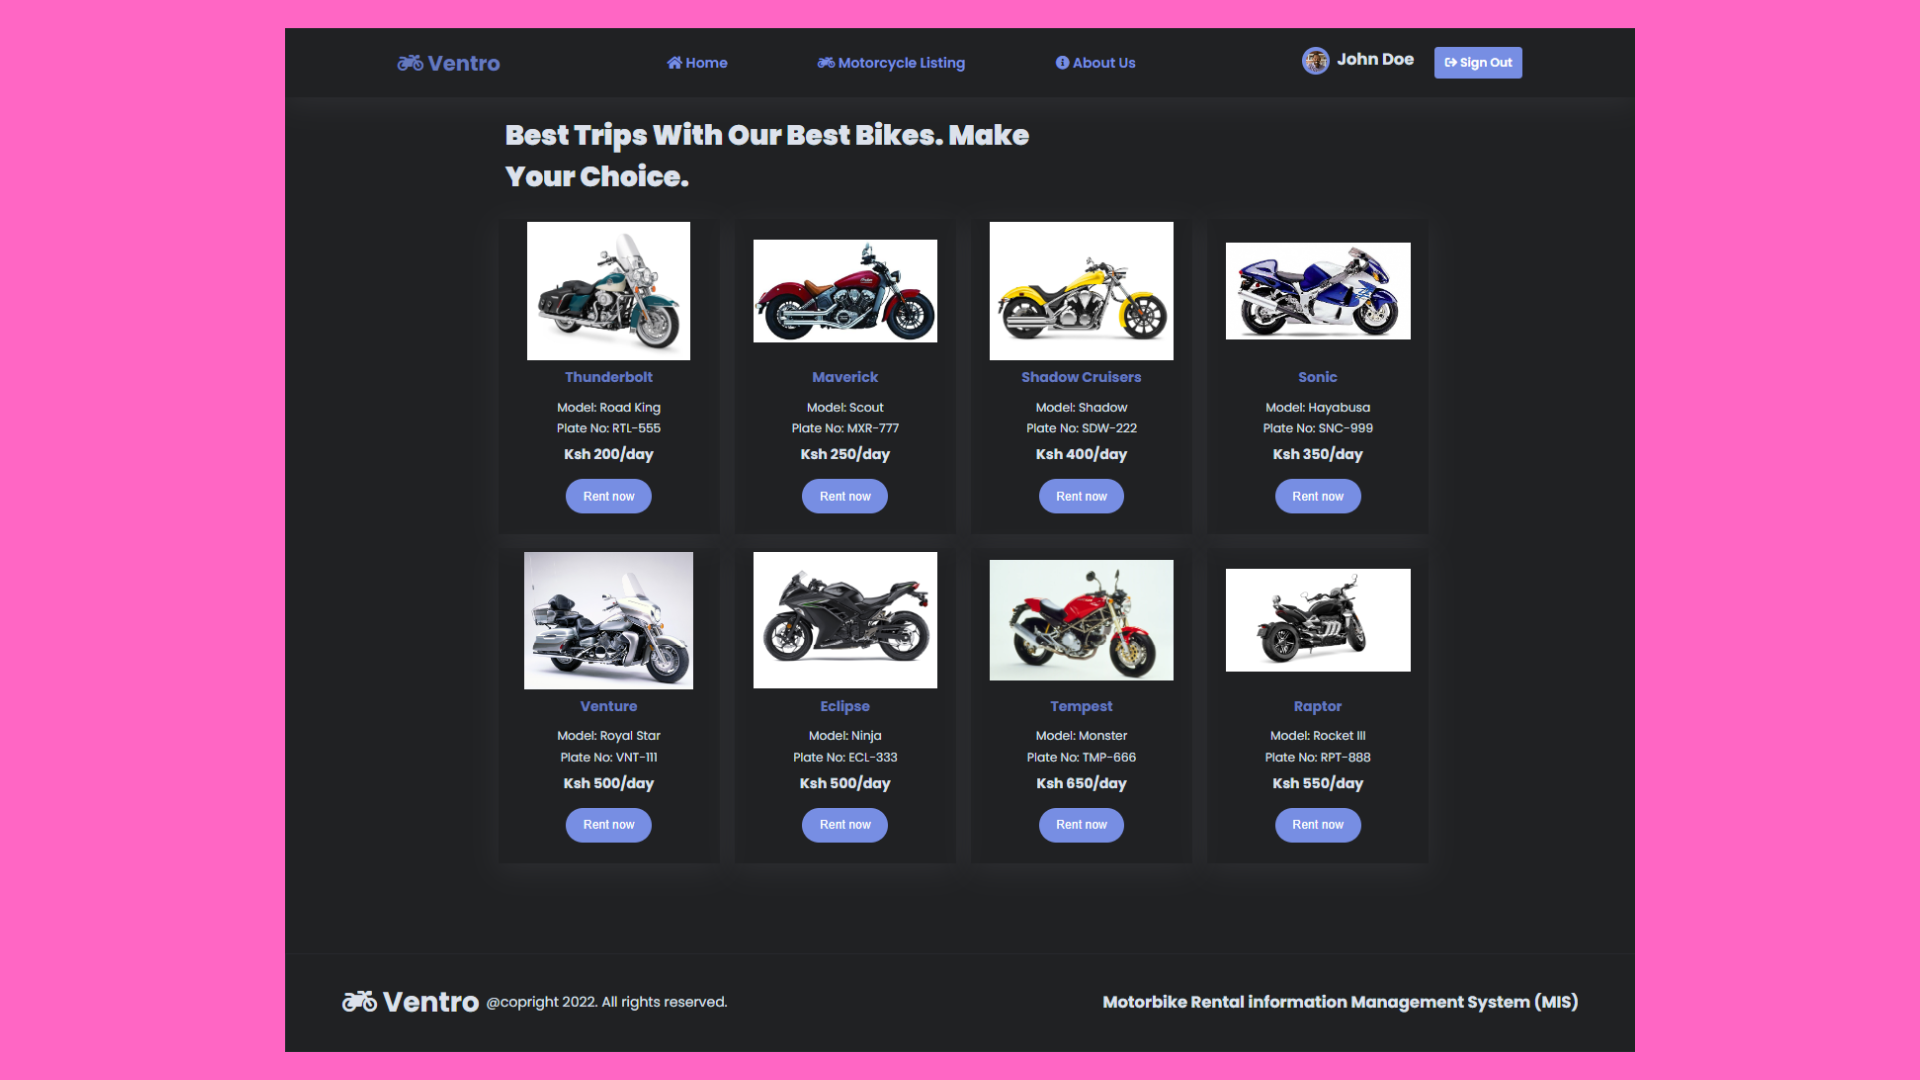 Ventro
Home
Motorcycle Listing
About Us
John Doe
Sign Out
Best Trips With Our Best Bikes. Make
Your Choice.
Thunderbolt
Model: Road King
Plate No: RTL-555
Ksh 200/day
Rent now
Maverick
Model: Scout
Plate No: MXR-777
Ksh 250/day
Rent now
Shadow Cruisers
Model: Shadow
Plate No: SDW-222
Ksh 400/day
Rent now
Sonic
Model: Hayabusa
Plate No: SNC-999
Ksh 350/day
Rent now
Venture
Model: Royal Star
Plate No: VNT-111
Ksh 500/day
Rent now
Eclipse
Model: Ninja
Plate No: ECL-333
Ksh 500/day
Rent now
Tempest
Model: Monster
Plate No: TMP-666
Ksh 650/day
Rent now
Raptor
Model: Rocket III
Plate No: RPT-888
Ksh 550/day
Rent now
Ventro @copright 2022. All rights reserved.
Motorbike Rental information Management System (MIS)